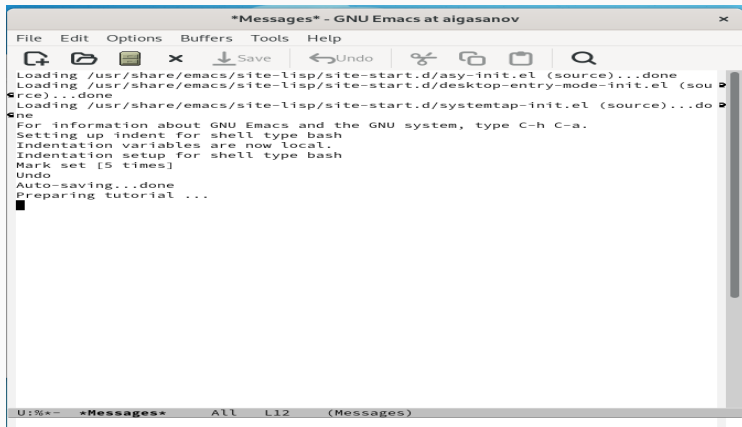 *Messages* - GNU Emacs at aigasanov
File Edit Options Buffers Tools Help
Save Undo
Loading /usr/share/emacs/site-lisp/site-start.d/asy-init.el (source)...done
Loading /usr/share/emacs/site-lisp/site-start.d/desktop-entry-mode-init.el (sou
rce)...done
Loading /usr/share/emacs/site-lisp/site-start.d/systemtap-init.el (source)...do
ne
For information about GNU Emacs and the GNU system, type C-h C-a.
Setting up indent for shell type bash
Indentation variables are now local.
Indentation setup for shell type bash
Mark set [5 times]
Undo
Auto-saving...done
Preparing tutorial ...
U:%*- *Messages* All L12 (Messages)